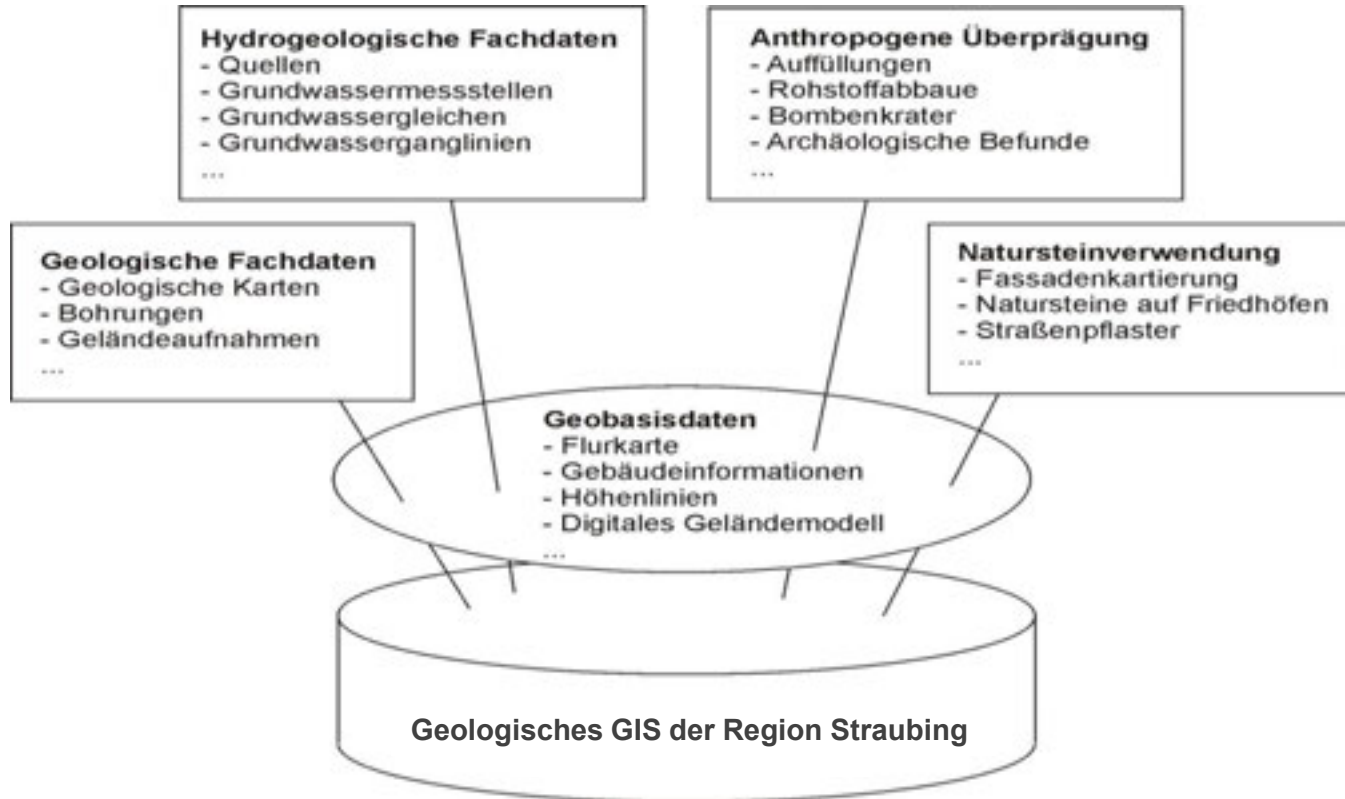 Hydrogeologische Fachdaten
- Quellen
- Grundwassermessstellen
- Grundwassergleichen
- Grundwasserganglinien
...
Anthropogene Überprägung
- Auffüllungen
- Rohstoffabbaue
- Bombenkrater
- Archäologische Befunde
...
Geologische Fachdaten
- Geologische Karten
- Bohrungen
- Geländeaufnahmen
...
Natursteinverwendung
- Fassadenkartierung
- Natursteine auf Friedhöfen
- Straßenpflaster
...
Geobasisdaten
- Flurkarte
- Gebäudeinformationen
- Höhenlinien
- Digitales Geländemodell
...
Geologisches GIS der Region Straubing